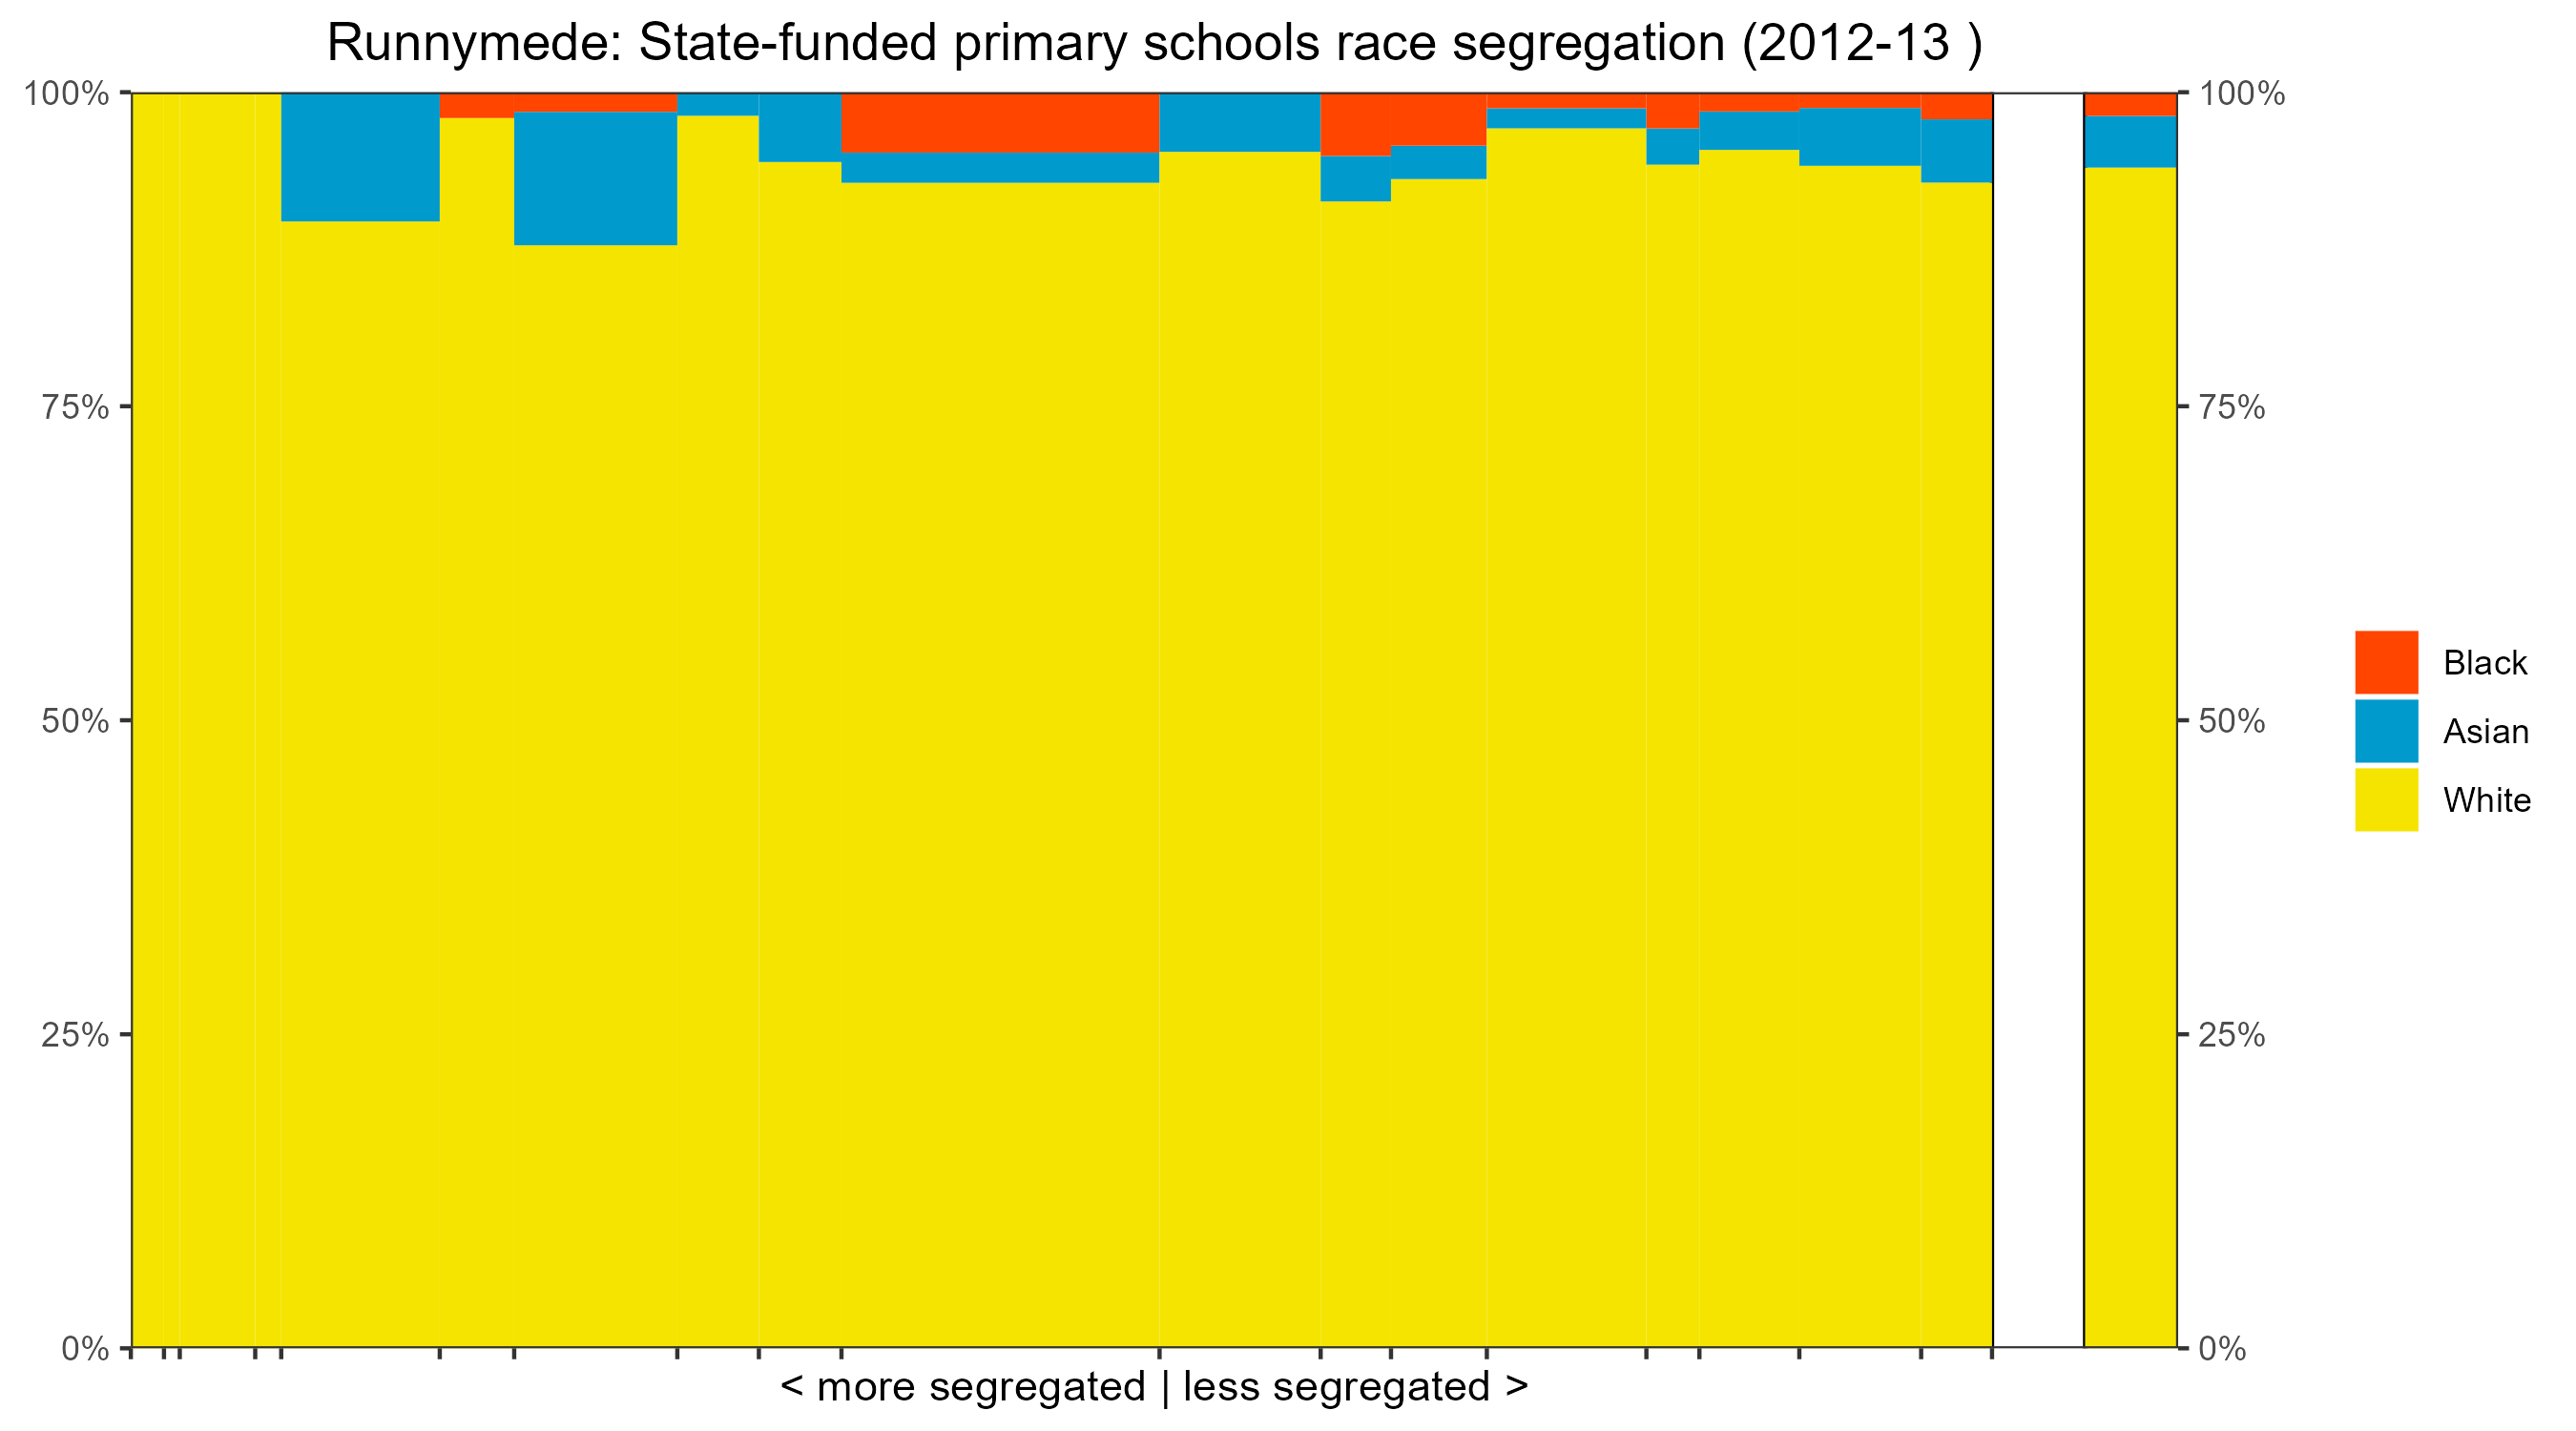 Runnymede: State-funded primary schools race segregation (2012-13 )
100%
75%
50%
25%
0%
100%
75%
50%
25%
0%
Black
Asian
White
< more segregated | less segregated >